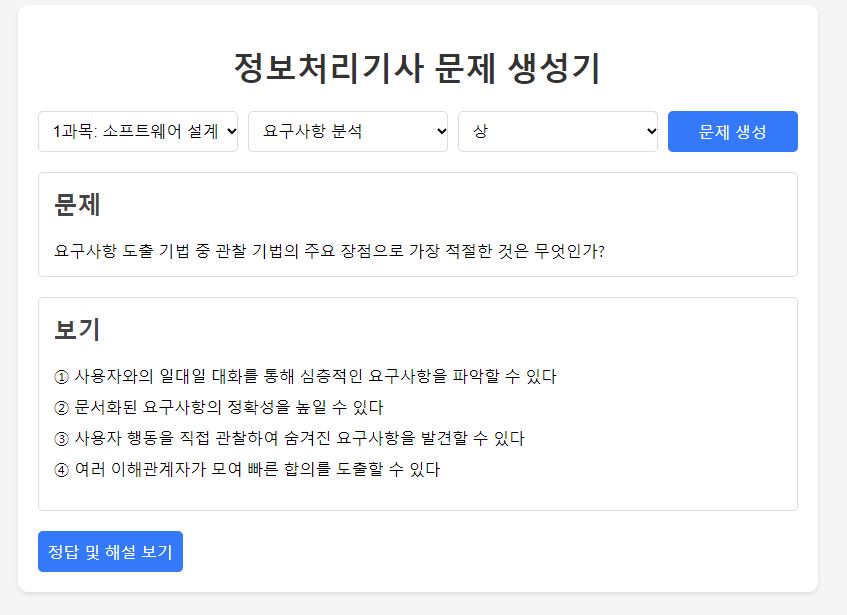 정보처리기사 문제 생성기
1과목: 소프트웨어 설계
요구사항 분석
상
문제 생성
문제
요구사항 도출 기법 중 관찰 기법의 주요 장점으로 가장 적절한 것은 무엇인가?
보기
① 사용자와의 일대일 대화를 통해 심층적인 요구사항을 파악할 수 있다
② 문서화된 요구사항의 정확성을 높일 수 있다
③ 사용자 행동을 직접 관찰하여 숨겨진 요구사항을 발견할 수 있다
④ 여러 이해관계자가 모여 빠른 합의를 도출할 수 있다
정답 및 해설 보기